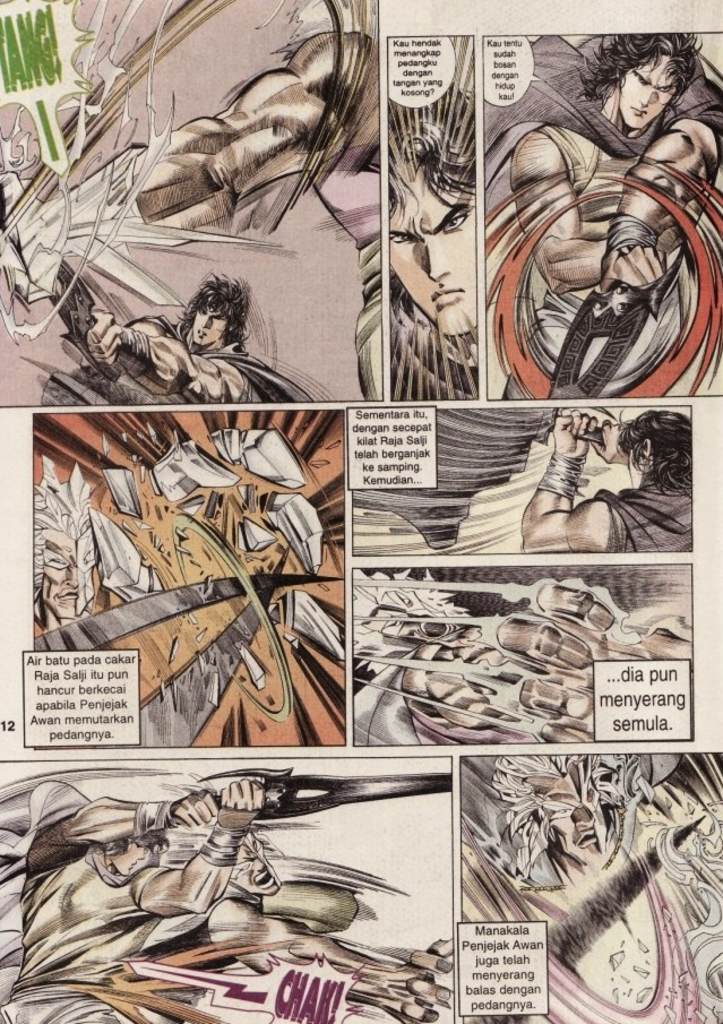 TANG!
Kau hendak
menangkap
pedangku
dengan
tangan yang
kosong?
Kau tentu
sudah
bosan
dengan
hidup
kau!
Air batu pada cakar
Raja Salji itu pun
hancur berkecai
apabila Penjejak
Awan memutarkan
pedangnya.
Sementara itu,
dengan secepat
kilat Raja Salji
telah berganjak
ke samping.
Kemudian...
...dia pun
menyerang
semula.
12
CHAK!
Manakala
Penjejak Awan
juga telah
menyerang
balas dengan
pedangnya.